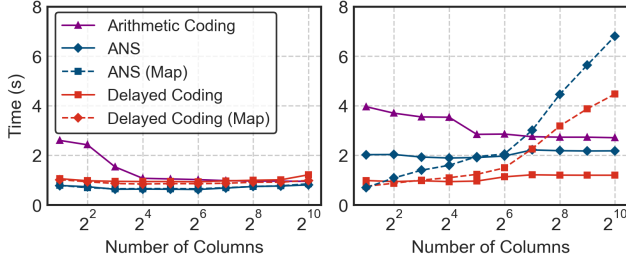 Time (s)
8
6
4
2
0
Arithmetic Coding
ANS
ANS (Map)
Delayed Coding
Delayed Coding (Map)
2^2 2^4 2^6 2^8 2^10
Number of Columns
8
6
4
2
0
2^2 2^4 2^6 2^8 2^10
Number of Columns